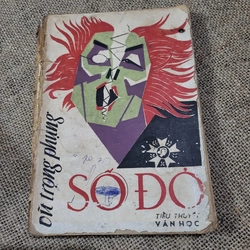 vũ trọng phụng
SỐ ĐỎ
TIỂU THUYẾT
VĂN HỌC